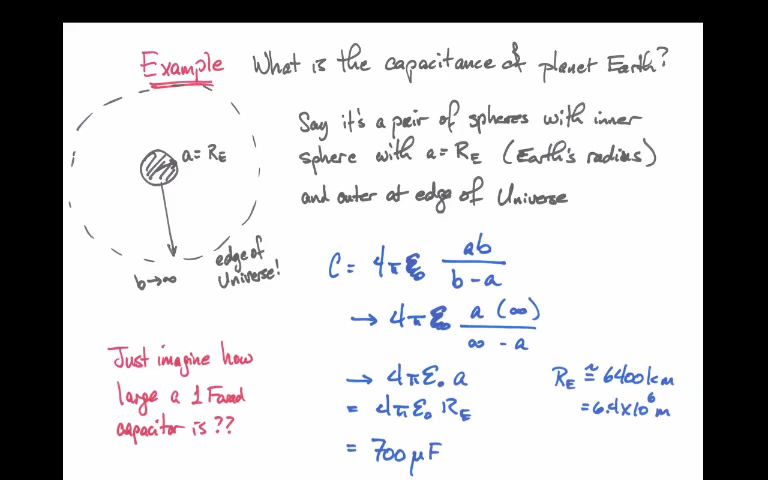 Example What is the capacitance of planet Earth?
Say it's a pair of spheres with inner
sphere with a = R_E (Earth's radius)
and outer at edge of Universe
a = R_E
b → ∞
edge of
Universe!
C = 4πε₀ ab / (b - a)
→ 4πε₀ a (∞) / (∞ - a)
→ 4πε₀ a
= 4πε₀ R_E
= 700 μF
R_E ≅ 6400 km
= 6.4 × 10⁶ m
Just imagine how
large a 1 Farad
capacitor is??